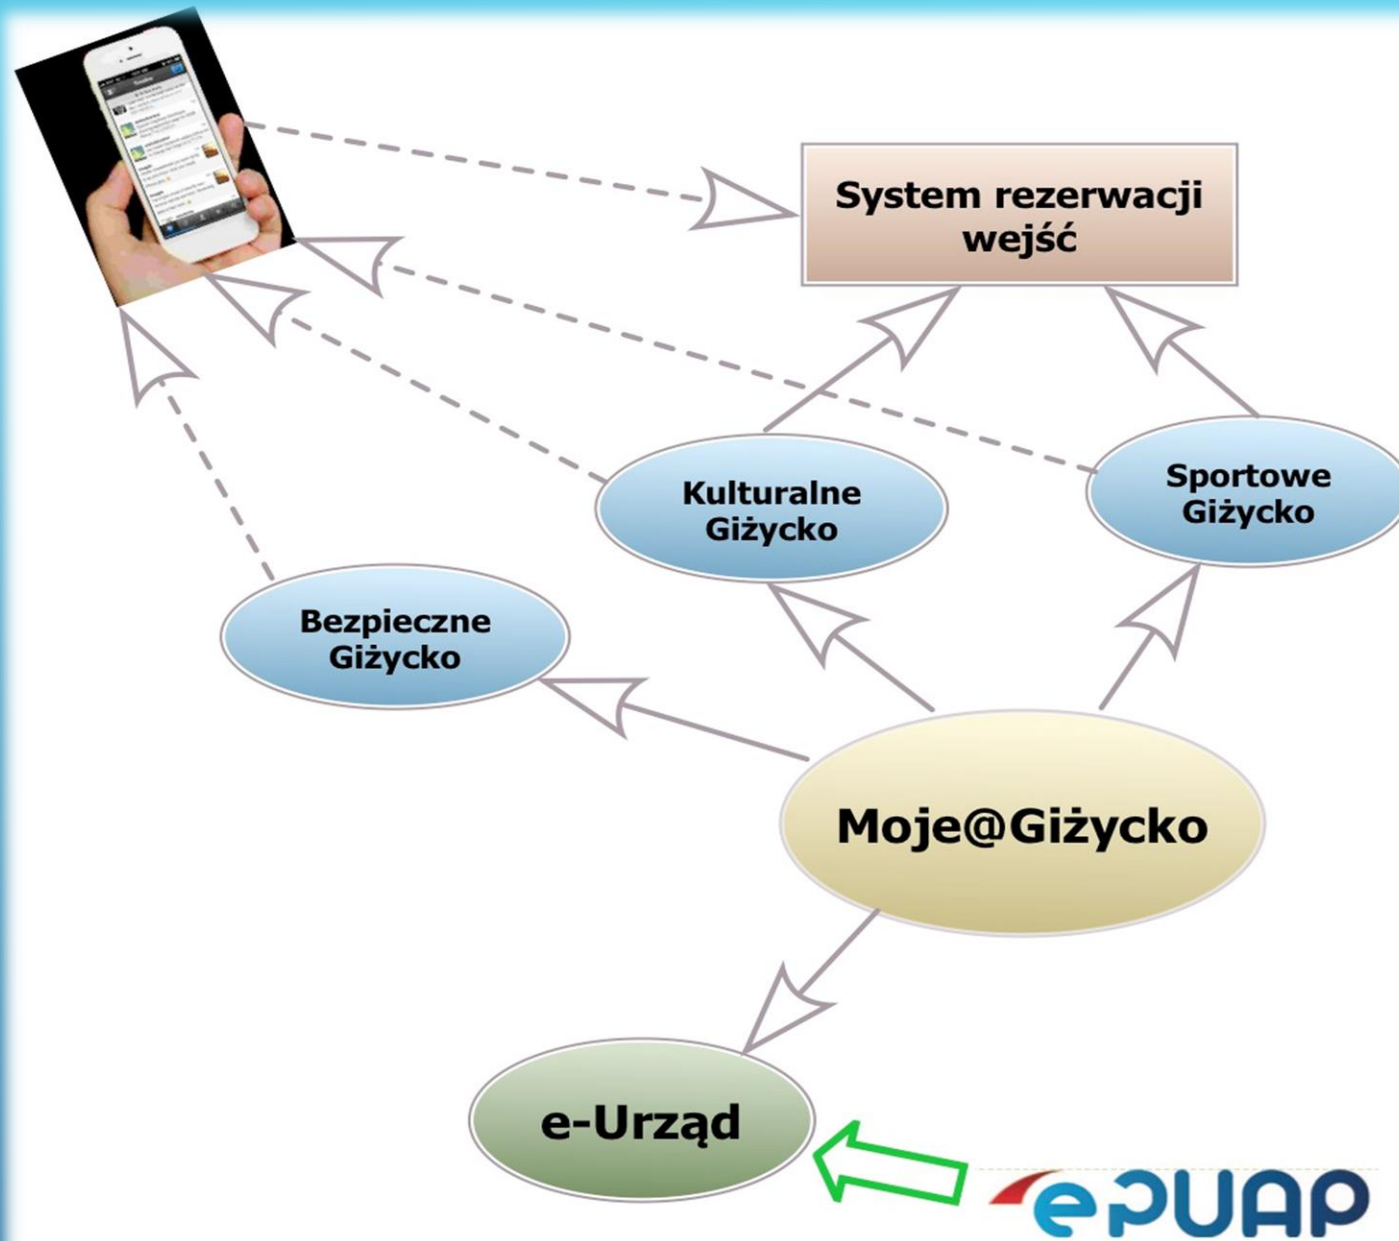 System rezerwacji
wejść
Kulturalne
Giżycko
Sportowe
Giżycko
Bezpieczne
Giżycko
Moje@Giżycko
e-Urząd
ePUAP